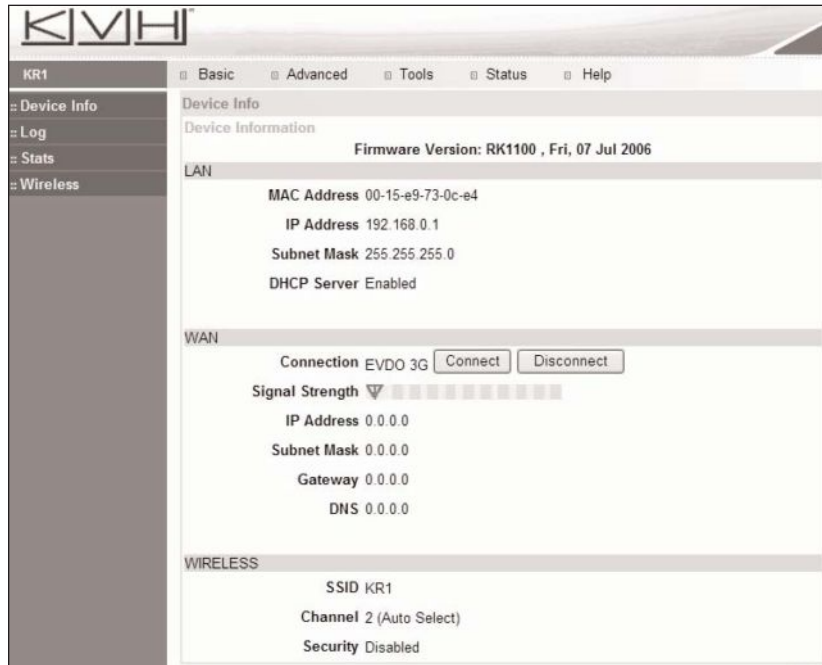 KVH
KR1
Basic
Advanced
Tools
Status
Help
:: Device Info
:: Log
:: Stats
:: Wireless
Device Info
Device Information
Firmware Version: RK1100 , Fri, 07 Jul 2006
LAN
MAC Address 00-15-e9-73-0c-e4
IP Address 192.168.0.1
Subnet Mask 255.255.255.0
DHCP Server Enabled
WAN
Connection EVDO 3G Connect Disconnect
Signal Strength
IP Address 0.0.0.0
Subnet Mask 0.0.0.0
Gateway 0.0.0.0
DNS 0.0.0.0
WIRELESS
SSID KR1
Channel 2 (Auto Select)
Security Disabled